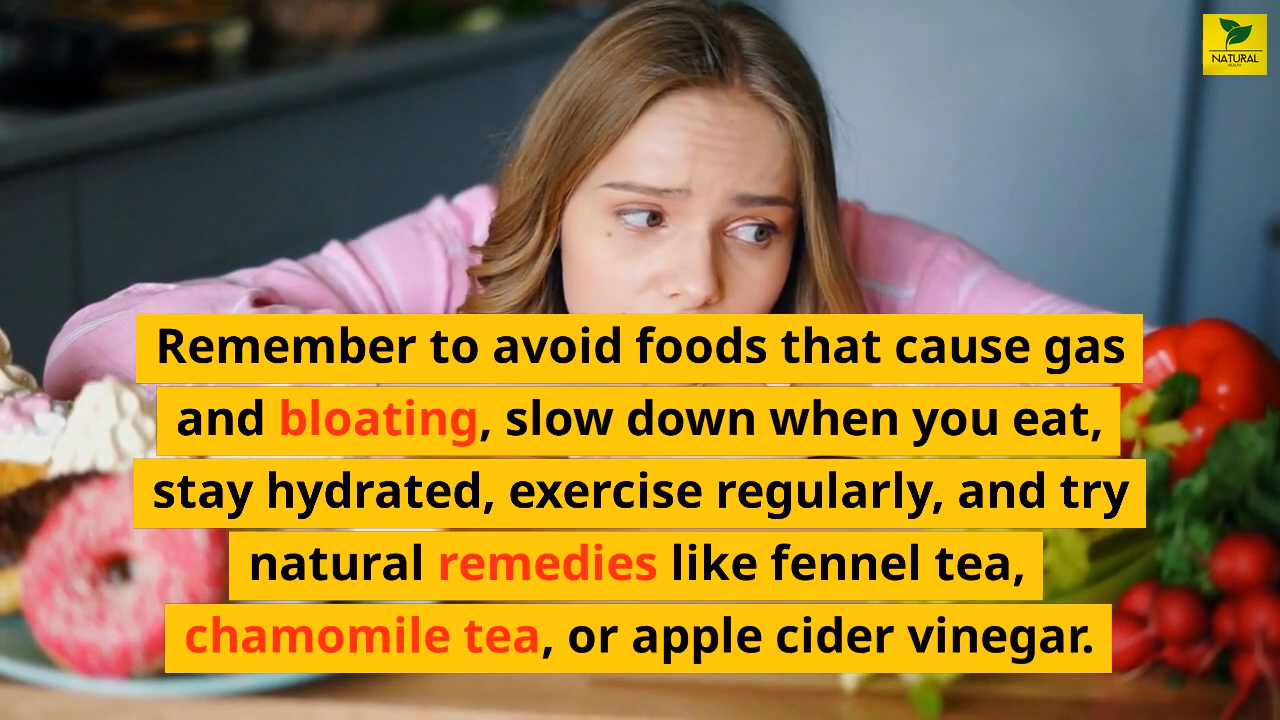 NATURAL
HEALTH
Remember to avoid foods that cause gas
and bloating, slow down when you eat,
stay hydrated, exercise regularly, and try
natural remedies like fennel tea,
chamomile tea, or apple cider vinegar.